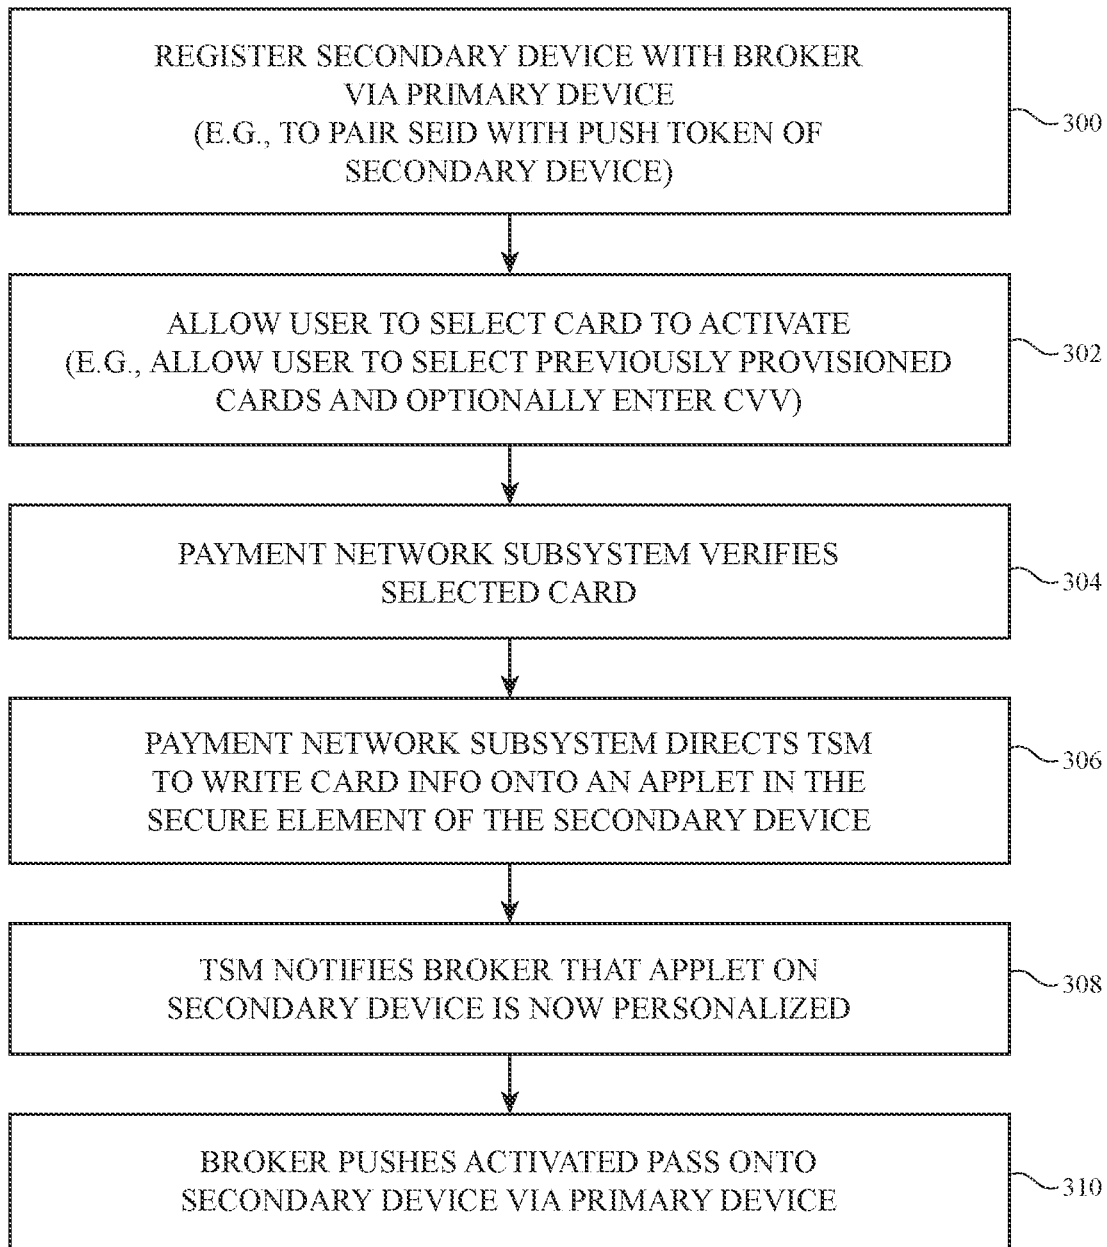 REGISTER SECONDARY DEVICE WITH BROKER
VIA PRIMARY DEVICE
(E.G., TO PAIR SEID WITH PUSH TOKEN OF
SECONDARY DEVICE)
300
ALLOW USER TO SELECT CARD TO ACTIVATE
(E.G., ALLOW USER TO SELECT PREVIOUSLY PROVISIONED
CARDS AND OPTIONALLY ENTER CVV)
302
PAYMENT NETWORK SUBSYSTEM VERIFIES
SELECTED CARD
304
PAYMENT NETWORK SUBSYSTEM DIRECTS TSM
TO WRITE CARD INFO ONTO AN APPLET IN THE
SECURE ELEMENT OF THE SECONDARY DEVICE
306
TSM NOTIFIES BROKER THAT APPLET ON
SECONDARY DEVICE IS NOW PERSONALIZED
308
BROKER PUSHES ACTIVATED PASS ONTO
SECONDARY DEVICE VIA PRIMARY DEVICE
310